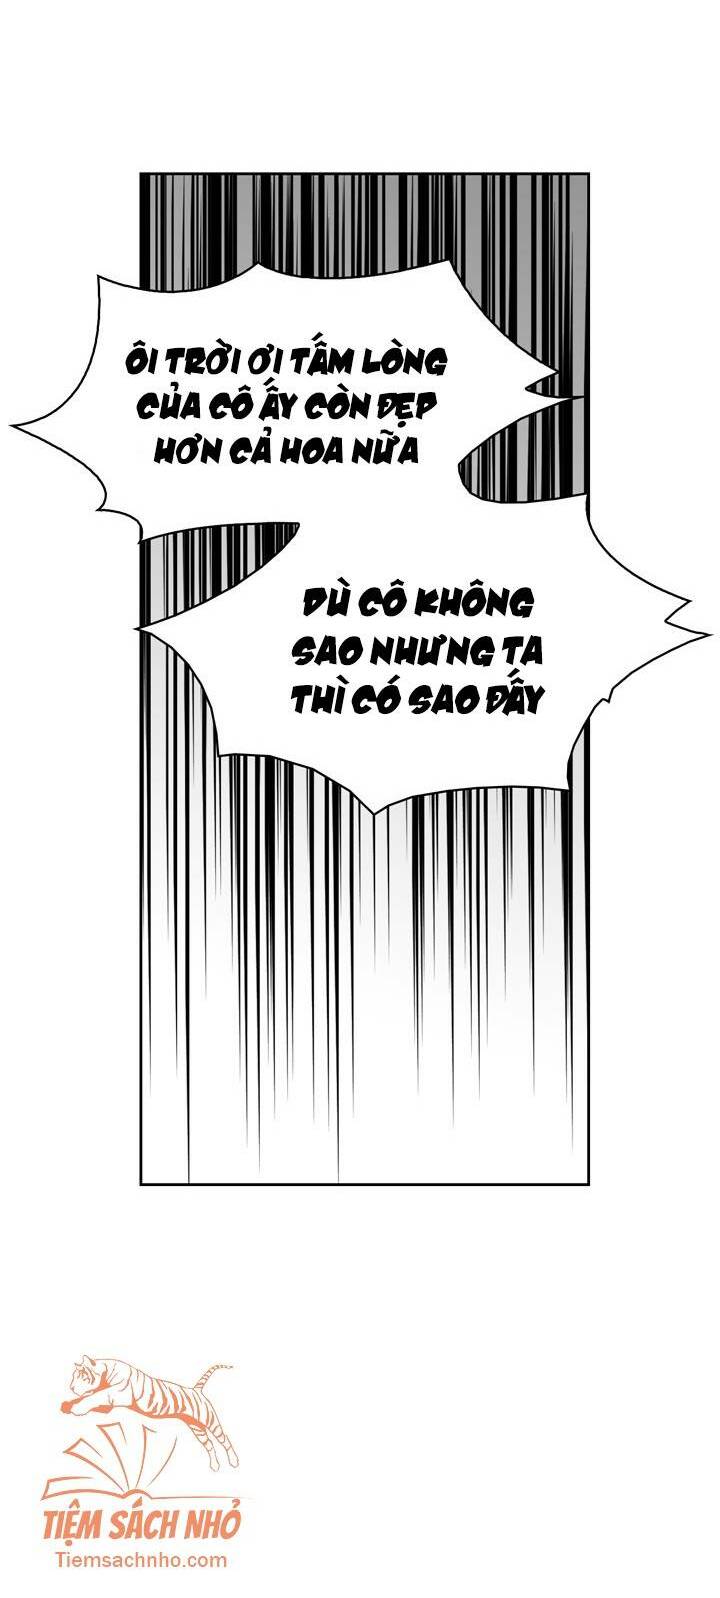 ÔI TRỜI ƠI TẤM LÒNG
CỦA CÔ ẤY CÒN ĐẸP
HƠN CẢ HOA NỮA
DÙ CÔ KHÔNG
SAO NHƯNG TA
THÌ CÓ SAO ĐẤY
TIỆM SÁCH NHỎ
Tiemsachnho.com